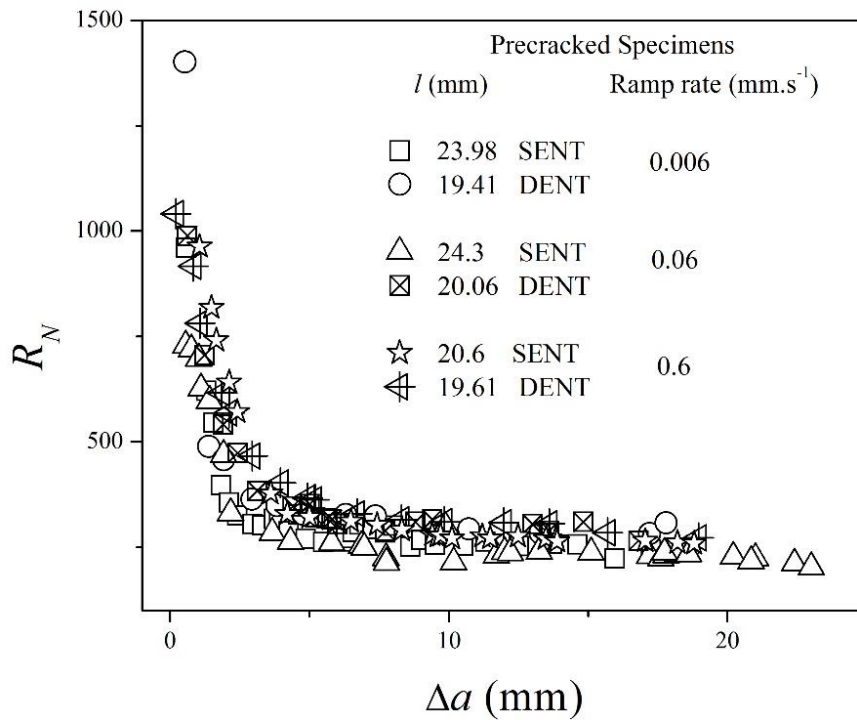 1500
1000
500
R_N
0
10
20
Δa (mm)
Precracked Specimens
l (mm) Ramp rate (mm.s⁻¹)
23.98 SENT
0.006
19.41 DENT
24.3 SENT
0.06
20.06 DENT
20.6 SENT
0.6
19.61 DENT